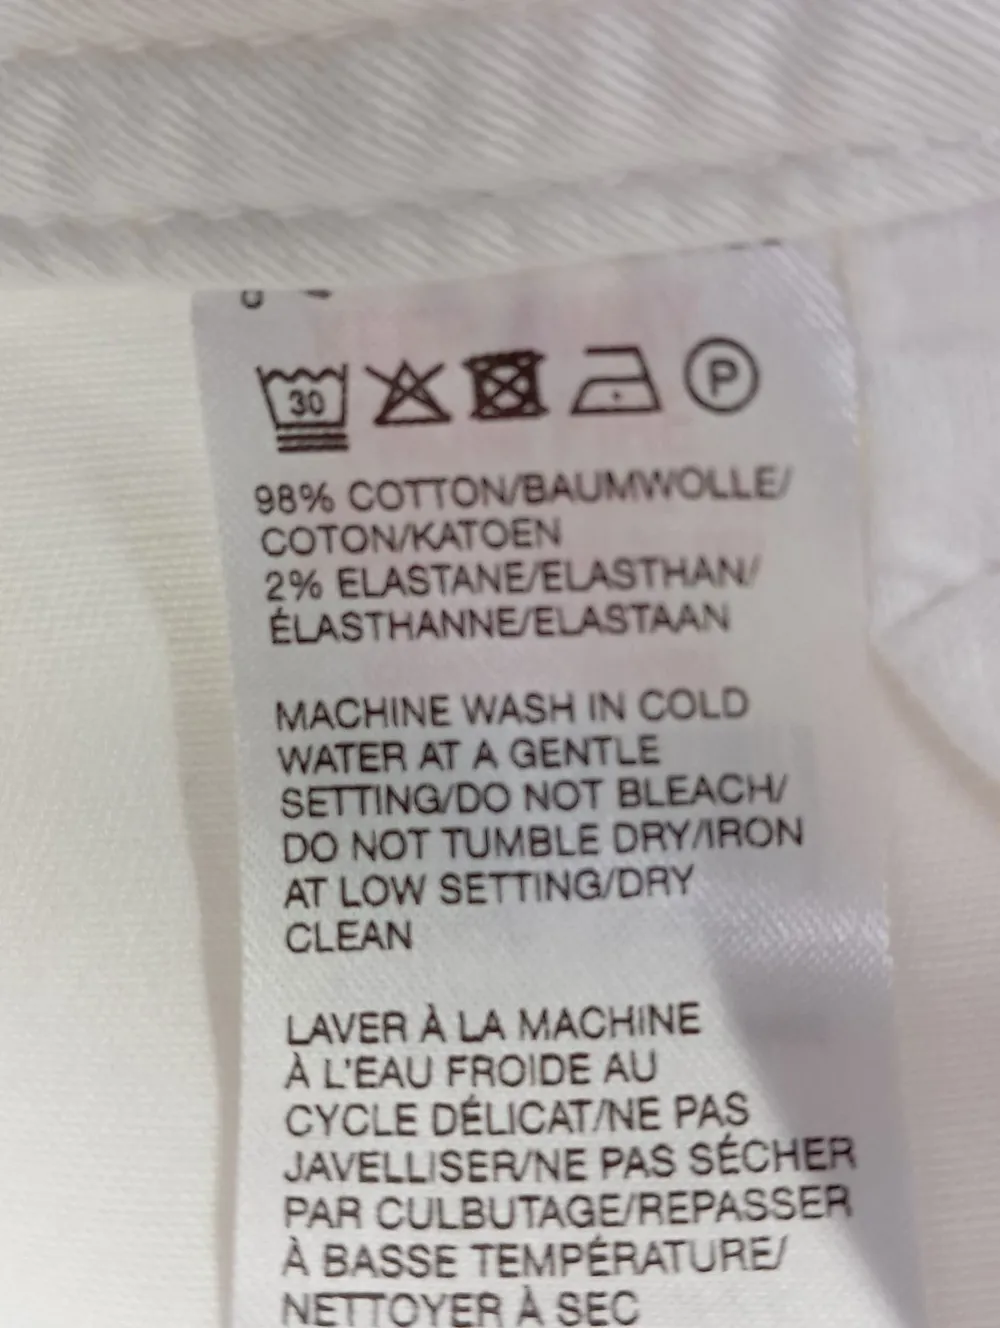 30
P
98% COTTON/BAUMWOLLE/
COTON/KATOEN
2% ELASTANE/ELASTHAN/
ÉLASTHANNE/ELASTAAN
MACHINE WASH IN COLD
WATER AT A GENTLE
SETTING/DO NOT BLEACH/
DO NOT TUMBLE DRY/IRON
AT LOW SETTING/DRY
CLEAN
LAVER À LA MACHINE
À L'EAU FROIDE AU
CYCLE DÉLICAT/NE PAS
JAVELLISER/NE PAS SÉCHER
PAR CULBUTAGE/REPASSER
À BASSE TEMPÉRATURE/
NETTOYER À SEC